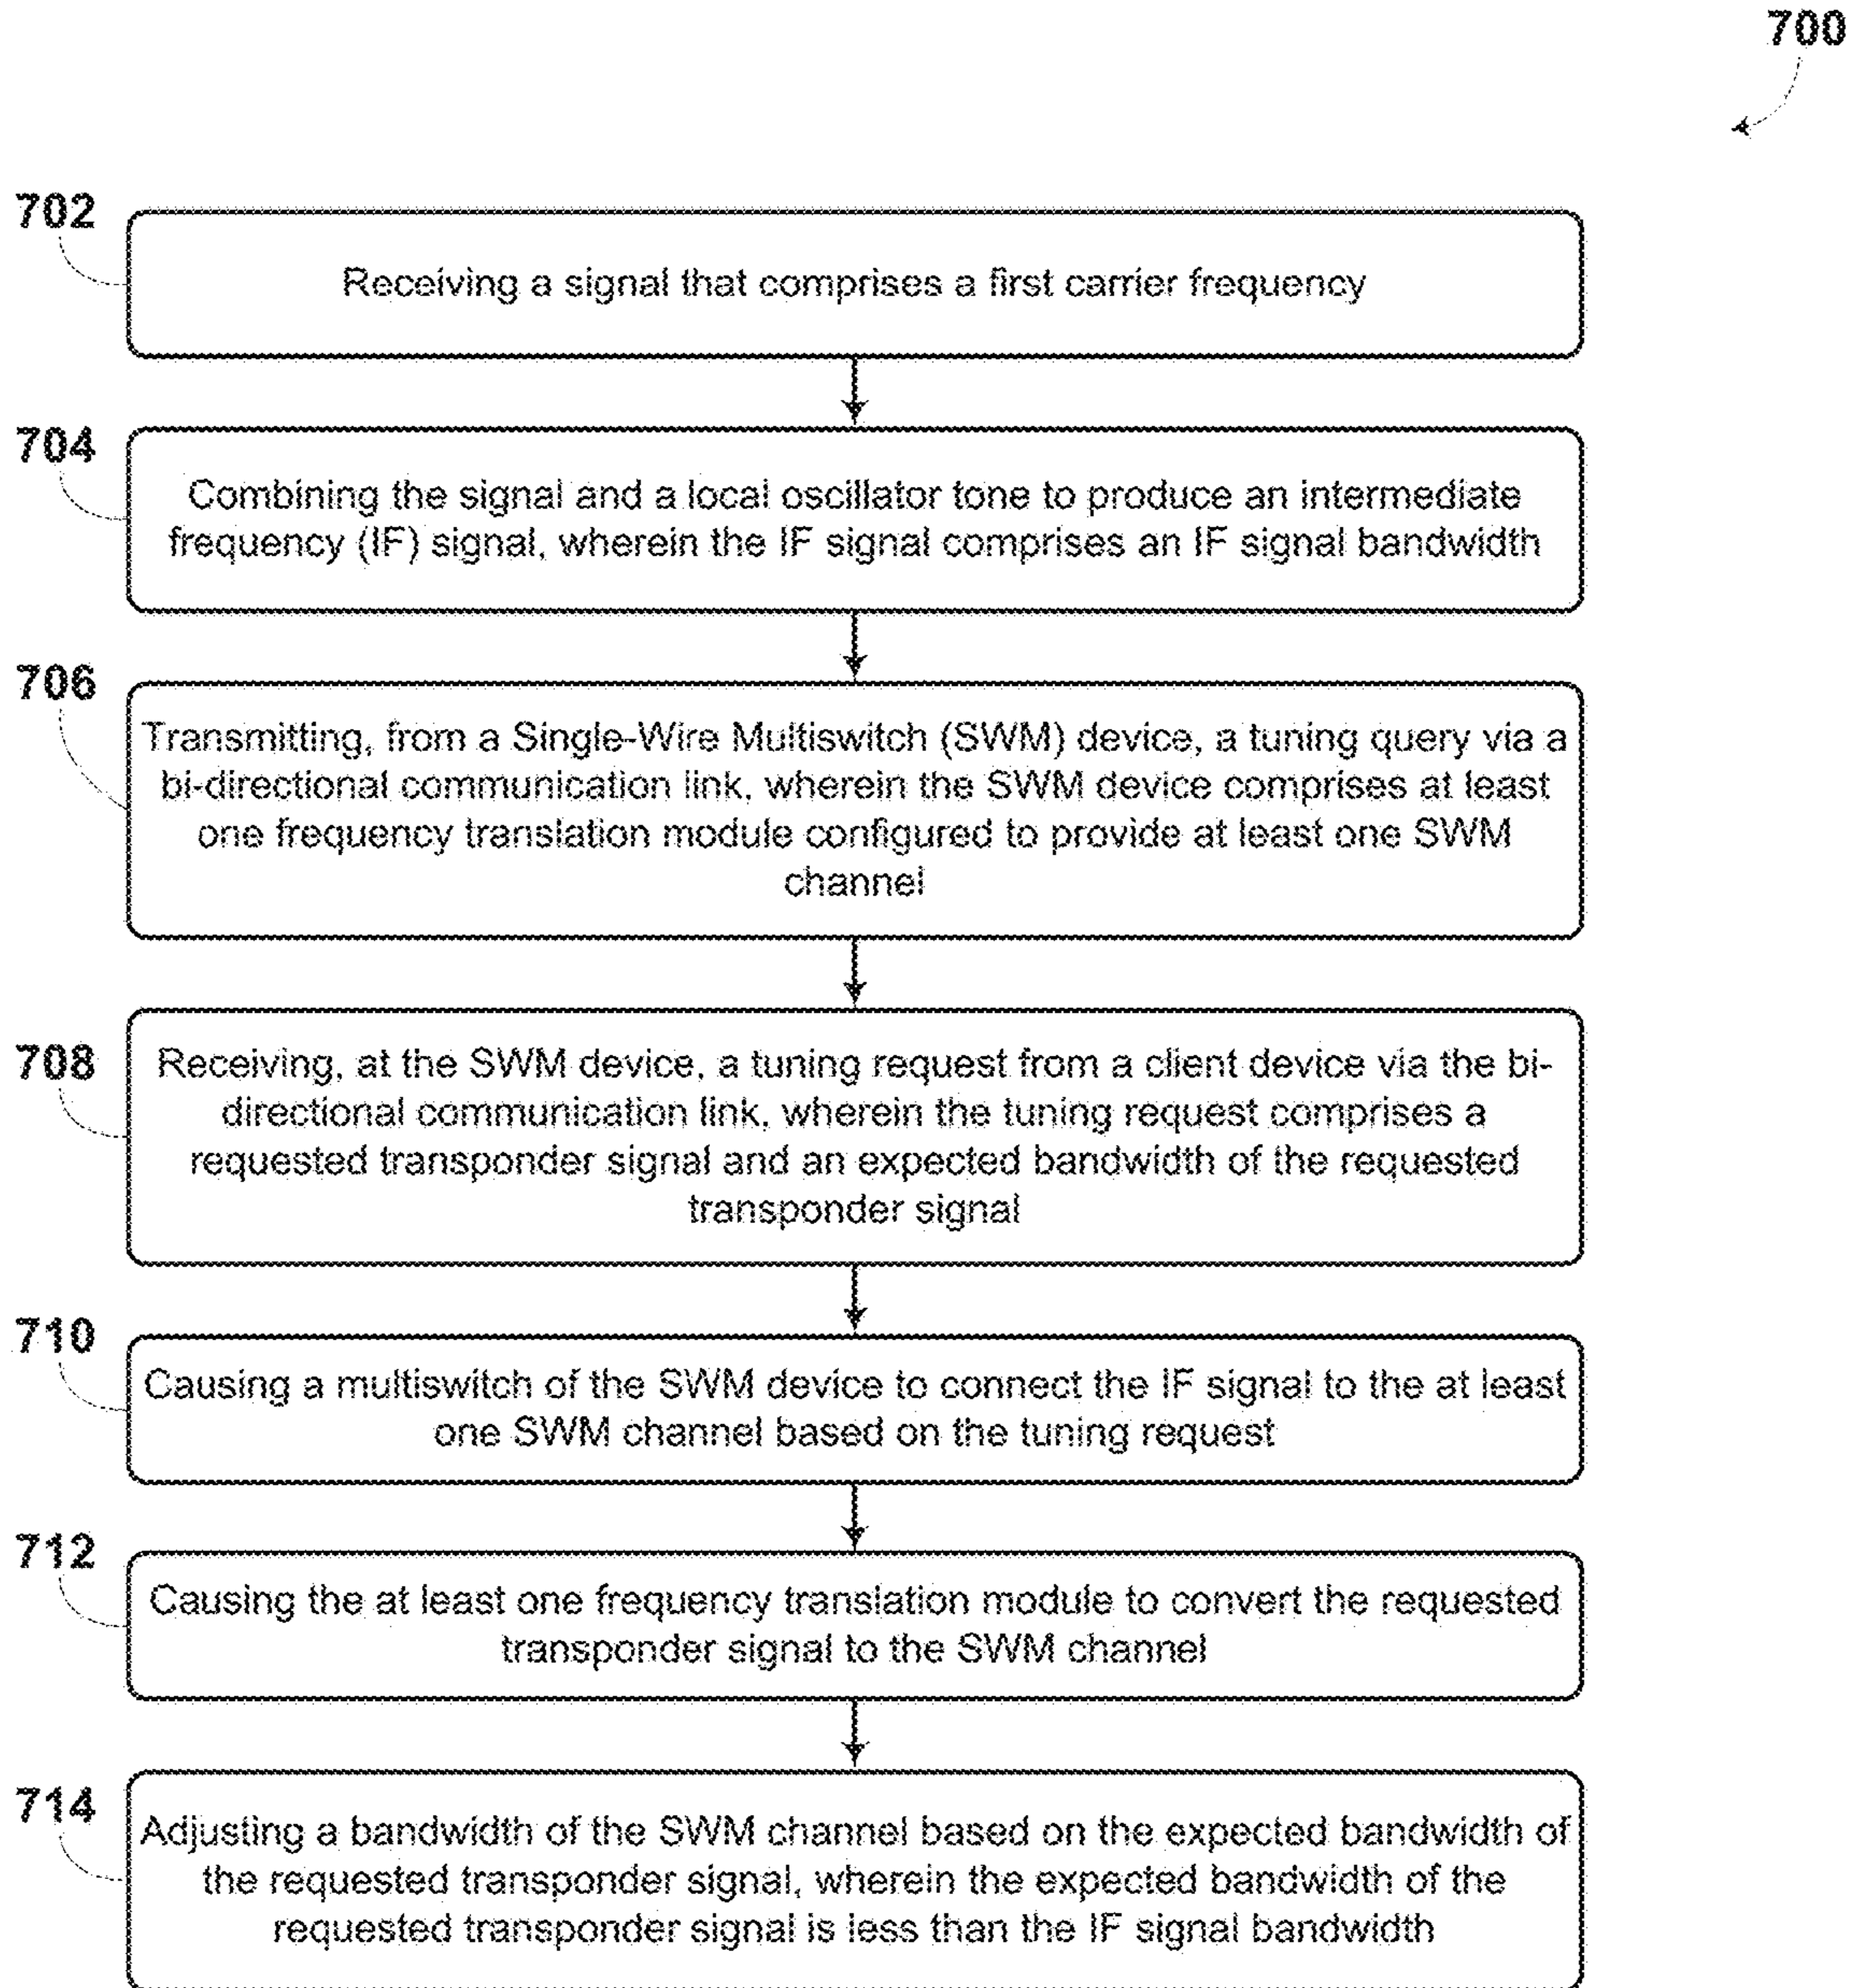 700
702
Receiving a signal that comprises a first carrier frequency
704
Combining the signal and a local oscillator tone to produce an intermediate
frequency (IF) signal, wherein the IF signal comprises an IF signal bandwidth
706
Transmitting, from a Single-Wire Multiswitch (SWM) device, a tuning query via a
bi-directional communication link, wherein the SWM device comprises at least
one frequency translation module configured to provide at least one SWM
channel
708
Receiving, at the SWM device, a tuning request from a client device via the bi-
directional communication link, wherein the tuning request comprises a
requested transponder signal and an expected bandwidth of the requested
transponder signal
710
Causing a multiswitch of the SWM device to connect the IF signal to the at least
one SWM channel based on the tuning request
712
Causing the at least one frequency translation module to convert the requested
transponder signal to the SWM channel
714
Adjusting a bandwidth of the SWM channel based on the expected bandwidth of
the requested transponder signal, wherein the expected bandwidth of the
requested transponder signal is less than the IF signal bandwidth